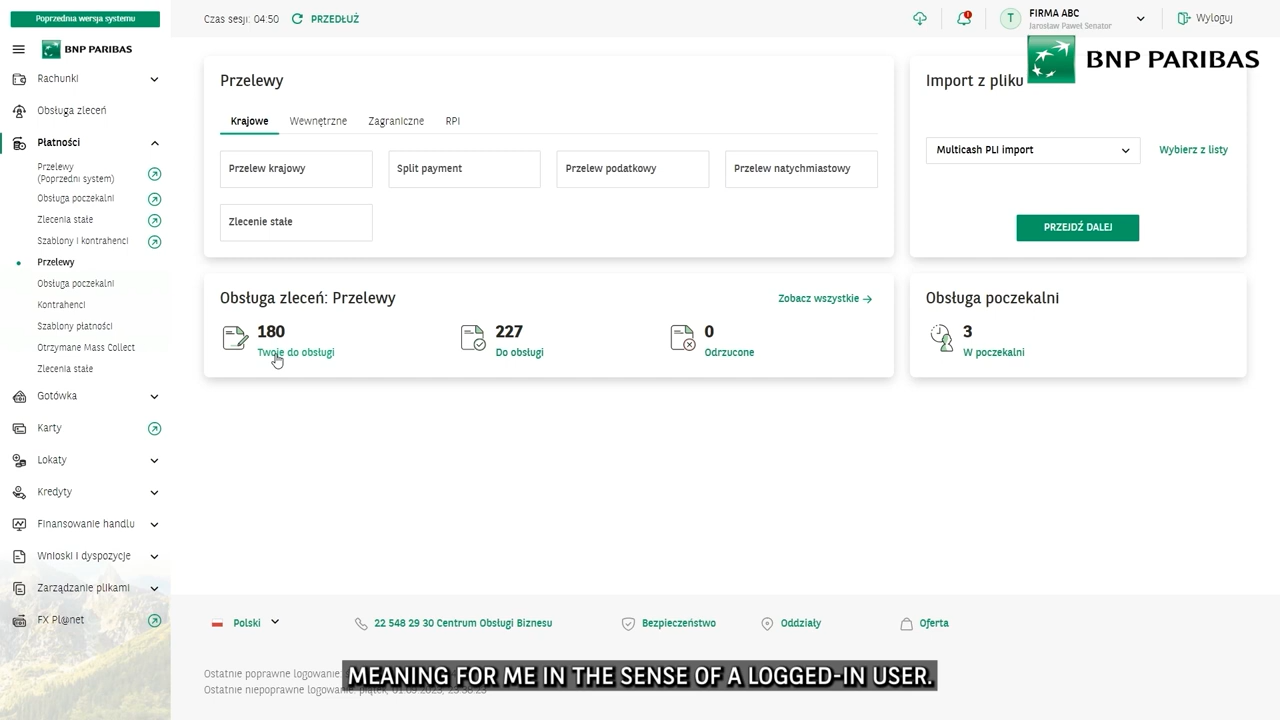 Poprzednia wersja systemu
Czas sesji: 04:50
PRZEDŁUŻ
FIRMA ABC
Jarosław Paweł Senator
Wyloguj
BNP PARIBAS
BNP PARIBAS
Rachunki
Obsługa zleceń
Płatności
Przelewy
(Poprzedni system)
Obsługa poczekalni
Zlecenia stałe
Szablony i kontrahenci
Przelewy
Obsługa poczekalni
Kontrahenci
Szablony płatności
Otrzymane Mass Collect
Zlecenia stałe
Gotówka
Karty
Lokaty
Kredyty
Finansowanie handlu
Wnioski i dyspozycje
Zarządzanie plikami
FX Pl@net
Przelewy
Krajowe
Wewnętrzne
Zagraniczne
RPI
Przelew krajowy
Split payment
Przelew podatkowy
Przelew natychmiastowy
Zlecenie stałe
Import z pliku
Multicash PLI import
Wybierz z listy
PRZEJDŹ DALEJ
Obsługa zleceń: Przelewy
Zobacz wszystkie
180
Twoje do obsługi
227
Do obsługi
0
Odrzucone
Obsługa poczekalni
3
W poczekalni
Polski
22 548 29 30 Centrum Obsługi Biznesu
Bezpieczeństwo
Oddziały
Oferta
Ostatnie poprawne logowanie:
Ostatnie niepoprawne logowanie:
MEANING FOR ME IN THE SENSE OF A LOGGED-IN USER.